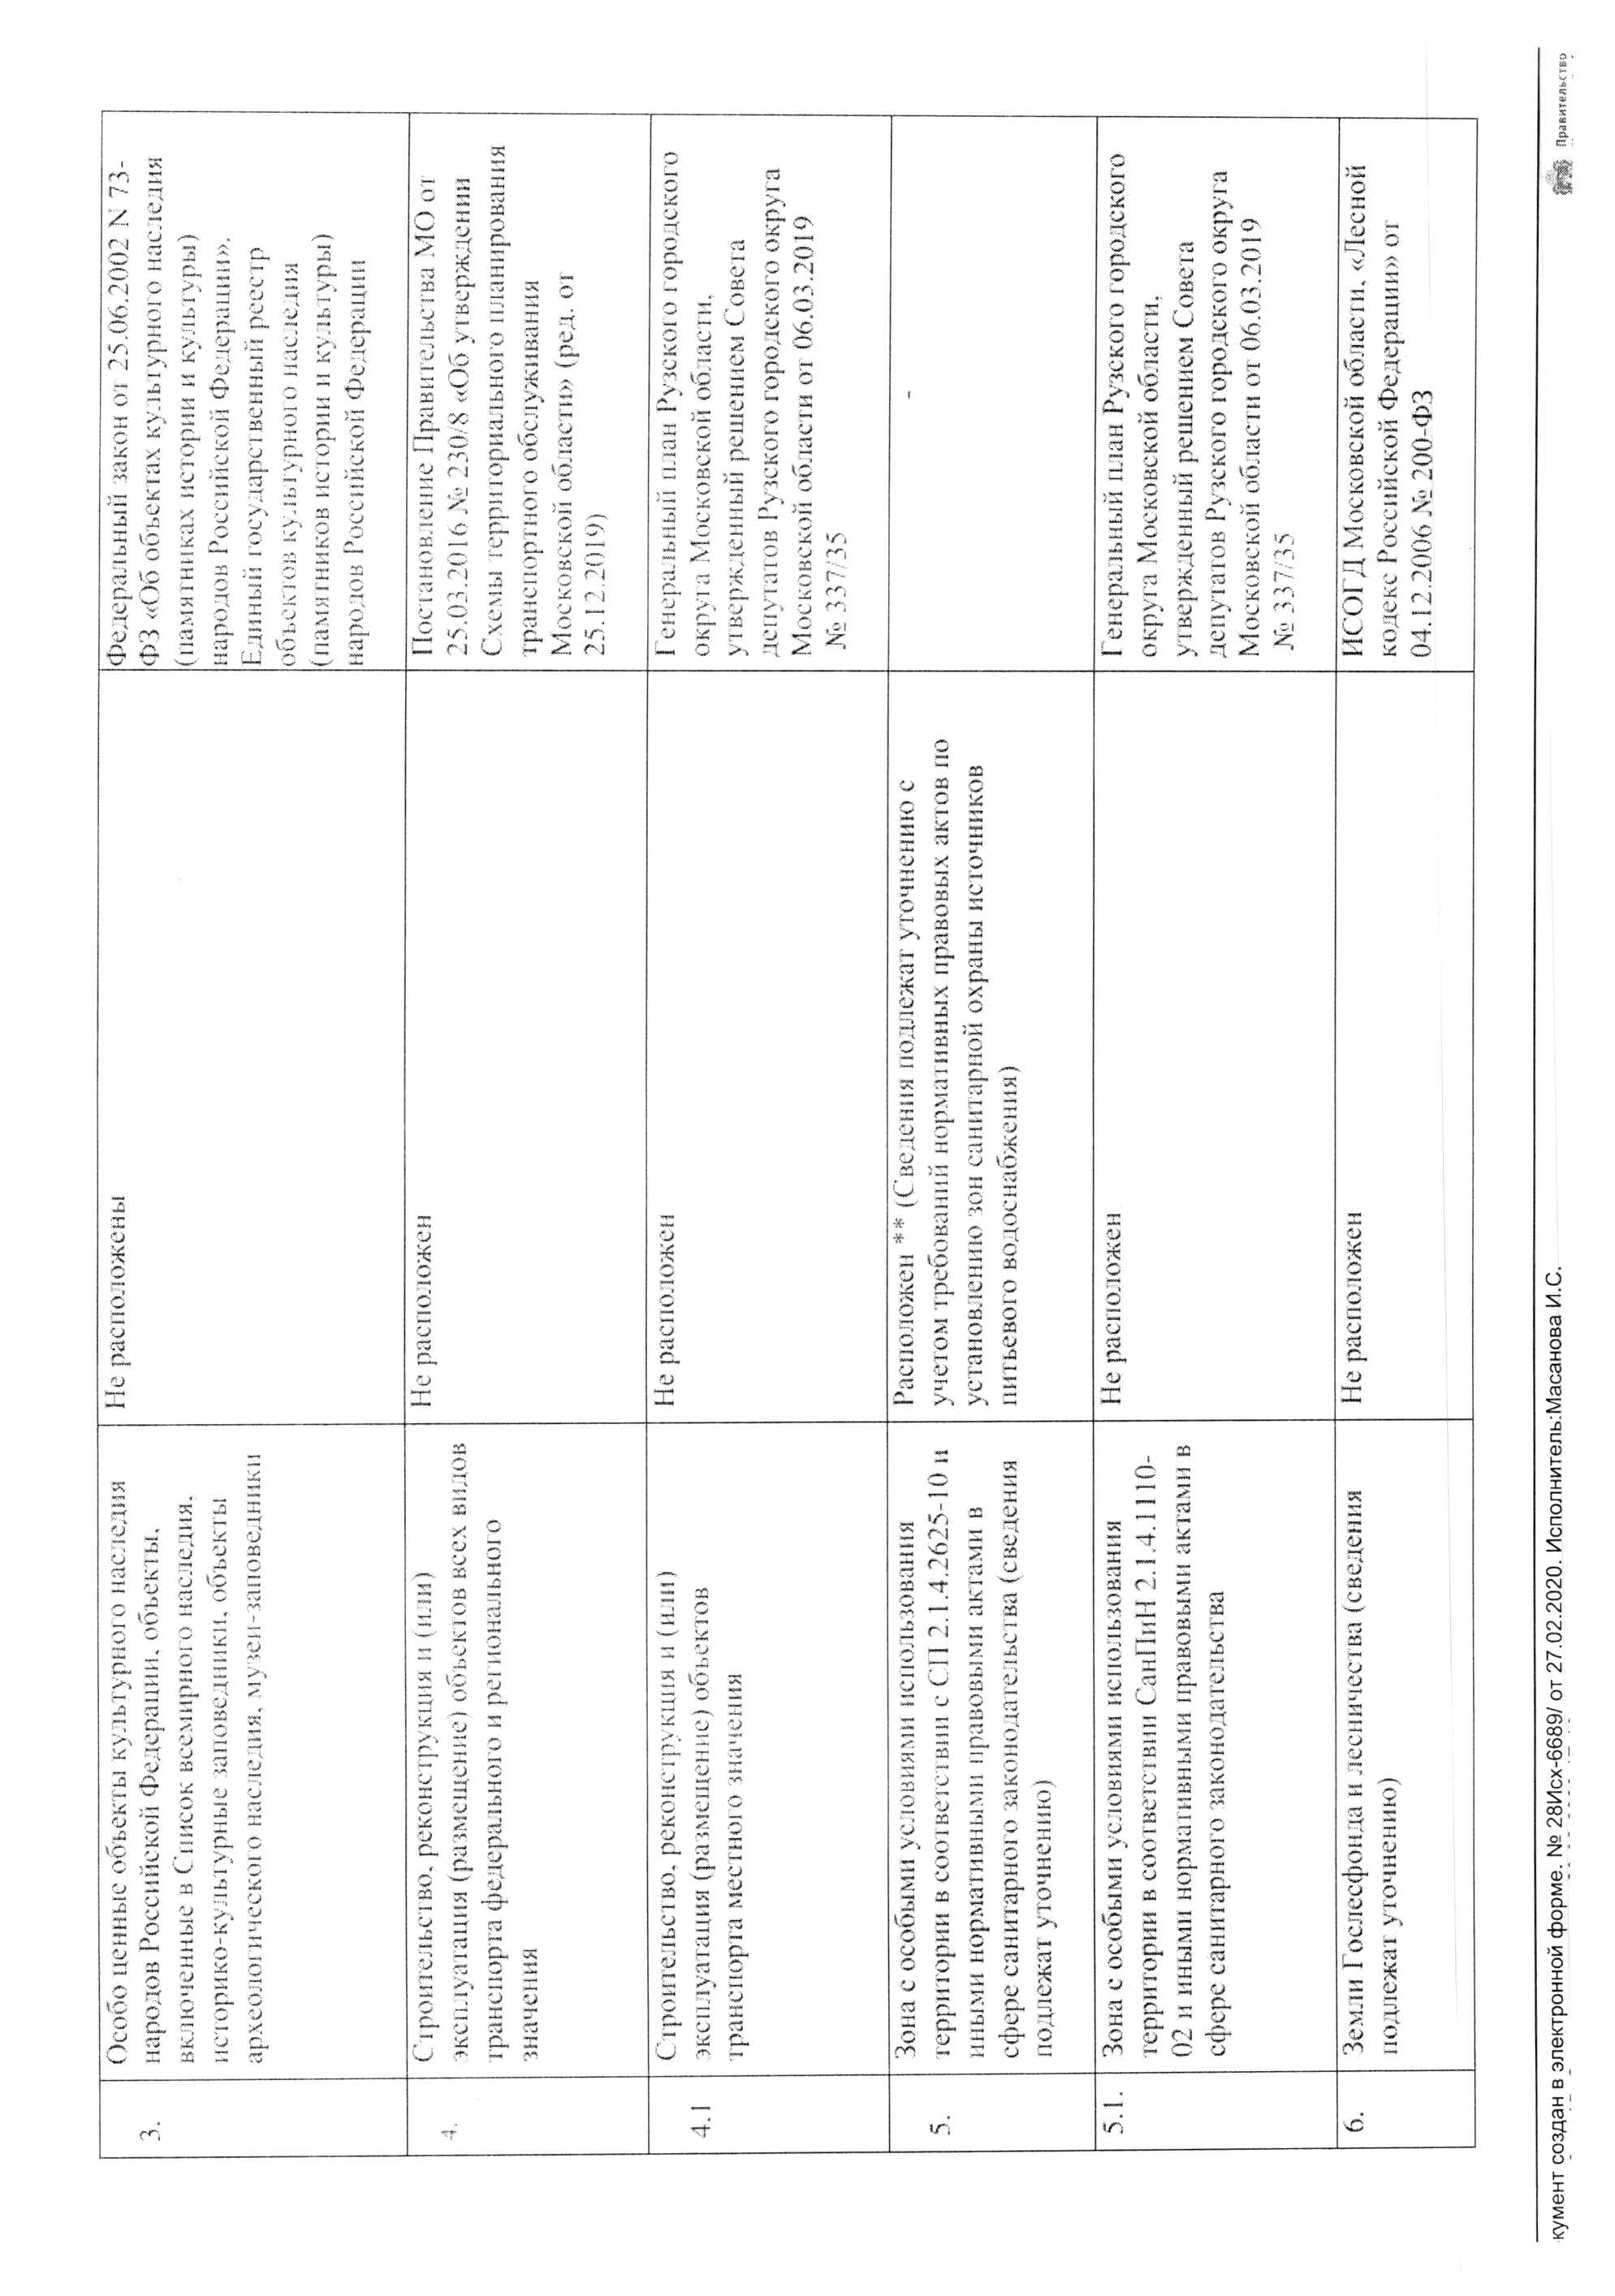 3.
Особо ценные объекты культурного наследия
народов Российской Федерации, объекты,
включенные в Список всемирного наследия,
историко-культурные заповедники, объекты
археологического наследия, музеи-заповедники
Не расположены
Федеральный закон от 25.06.2002 N 73-
ФЗ «Об объектах культурного наследия
(памятниках истории и культуры)
народов Российской Федерации».
Единый государственный реестр
объектов культурного наследия
(памятников истории и культуры)
народов Российской Федерации
4.
Строительство, реконструкция и (или)
эксплуатация (размещение) объектов всех видов
транспорта федерального и регионального
значения
Не расположен
Постановление Правительства МО от
25.03.2016 № 230/8 «Об утверждении
Схемы территориального планирования
транспортного обслуживания
Московской области» (ред. от
25.12.2019)
4.1
Строительство, реконструкция и (или)
эксплуатация (размещение) объектов
транспорта местного значения
Не расположен
Генеральный план Рузского городского
округа Московской области,
утвержденный решением Совета
депутатов Рузского городского округа
Московской области от 06.03.2019
№ 337/35
5.
Зона с особыми условиями использования
территории в соответствии с СП 2.1.4.2625-10 и
иными нормативными правовыми актами в
сфере санитарного законодательства (сведения
подлежат уточнению)
Расположен ** (Сведения подлежат уточнению с
учетом требований нормативных правовых актов по
установлению зон санитарной охраны источников
питьевого водоснабжения)
-
5.1.
Зона с особыми условиями использования
территории в соответствии СанПиН 2.1.4.1110-
02 и иными нормативными правовыми актами в
сфере санитарного законодательства
Не расположен
Генеральный план Рузского городского
округа Московской области,
утвержденный решением Совета
депутатов Рузского городского округа
Московской области от 06.03.2019
№ 337/35
6.
Земли Гослесфонда и лесничества (сведения
подлежат уточнению)
Не расположен
ИСОГД Московской области, «Лесной
кодекс Российской Федерации» от
04.12.2006 № 200-ФЗ
кумент создан в электронной форме. № 28Исх-6689/ от 27.02.2020. Исполнитель:Масанова И.С.
Правительство